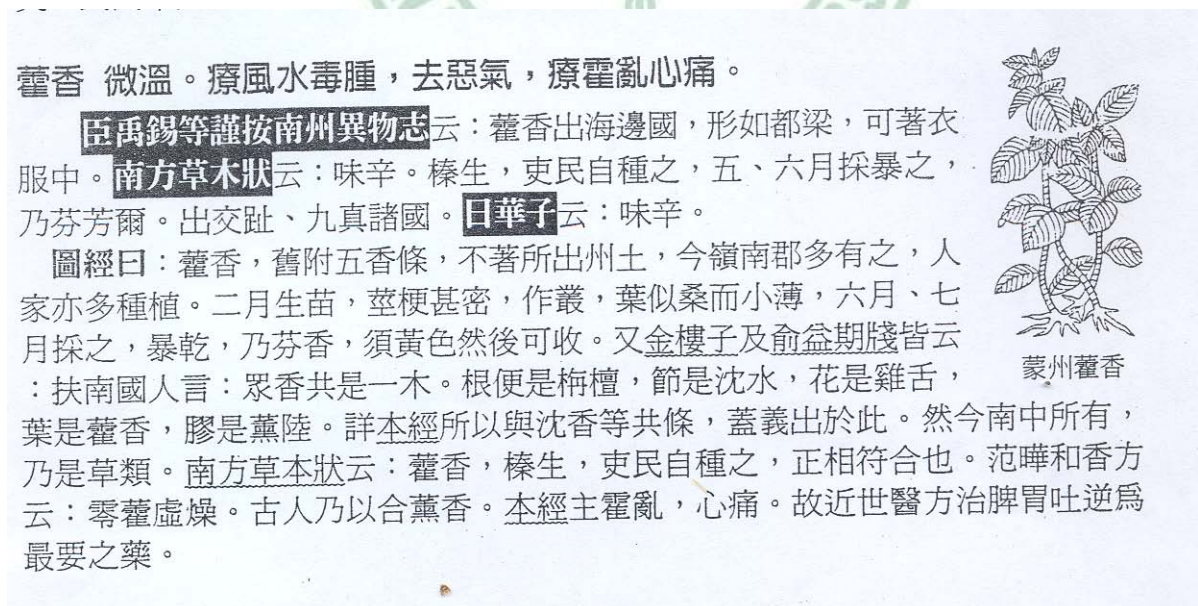 藿香 微溫。療風水毒腫，去惡氣，療霍亂心痛。
臣禹錫等謹按南州異物志云：藿香出海邊國，形如都梁，可著衣
服中。南方草木狀云：味辛。榛生，吏民自種之，五、六月採暴之，
乃芬芳爾。出交趾、九真諸國。日華子云：味辛。
圖經曰：藿香，舊附五香條，不著所出州土，今嶺南郡多有之，人
家亦多種植。二月生苗，莖梗甚密，作叢，葉似桑而小薄，六月、七
月採之，暴乾，乃芬香，須黃色然後可收。又金樓子及俞益期牋皆云
：扶南國人言：眾香共是一木。根便是栴檀，節是沈水，花是雞舌，
葉是藿香，膠是薰陸。詳本經所以與沈香等共條，蓋義出於此。然今南中所有，
乃是草類。南方草本狀云：藿香，榛生，吏民自種之，正相符合也。范曄和香方
云：零藿虛燥。古人乃以合薰香。本經主霍亂，心痛。故近世醫方治脾胃吐逆爲
最要之藥。
蒙州藿香